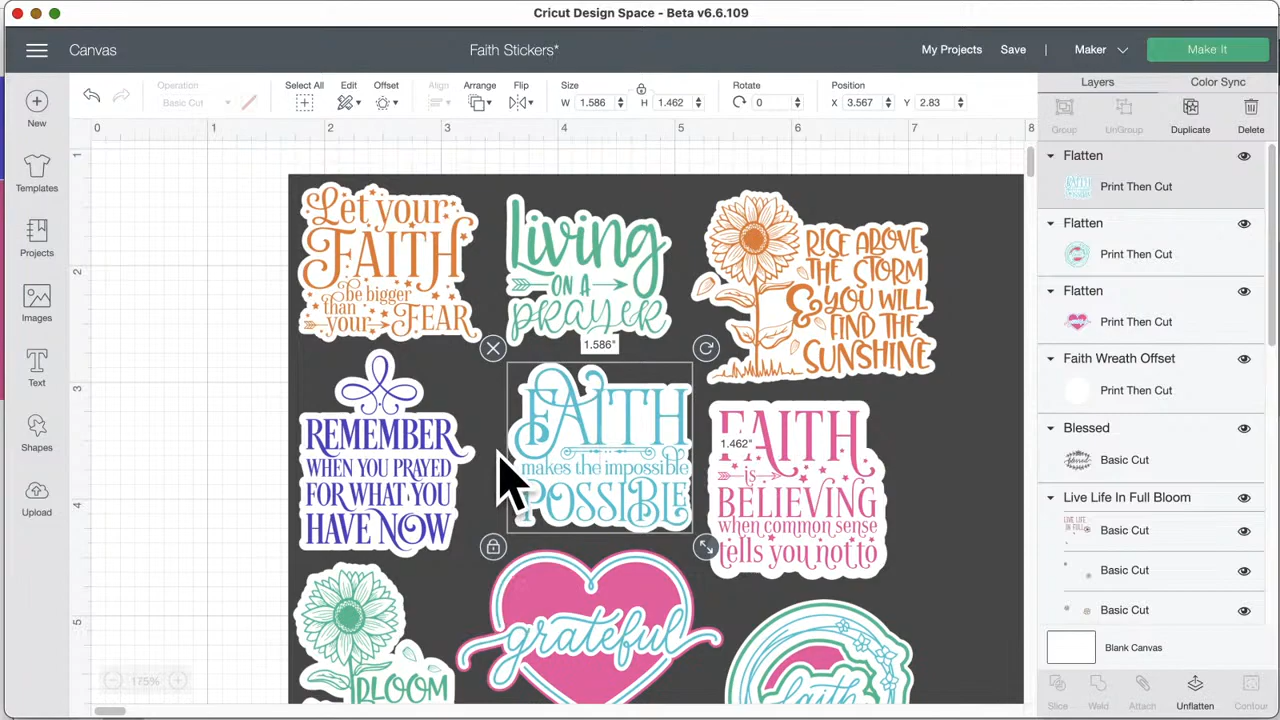 Cricut Design Space - Beta v6.6.109
Canvas
Faith Stickers*
My Projects
Save
Maker
Make It
Operation
Basic Cut
Select All
Edit
Offset
Align
Arrange
Flip
Size
W 1.586
H 1.462
Rotate
0
Position
X 3.567
Y 2.83
Layers
Color Sync
Group
UnGroup
Duplicate
Delete
New
Templates
Projects
Images
Text
Shapes
Upload
0 1 2 3 4 5 6 7 8
1
2
3
4
5
Let your
FAITH
be bigger
than
your FEAR
Living
ON A
prayer
1.586"
RISE ABOVE
THE STORM
& YOU WILL
FIND THE
SUNSHINE
REMEMBER
WHEN YOU PRAYED
FOR WHAT YOU
HAVE NOW
FAITH
makes the impossible
POSSIBLE
1.462"
FAITH
is
BELIEVING
when common sense
tells you not to
BLOOM
grateful
faith
175%
Flatten
Print Then Cut
Flatten
Print Then Cut
Flatten
Print Then Cut
Faith Wreath Offset
Print Then Cut
Blessed
blessed
Basic Cut
Live Life In Full Bloom
LIVE LIFE
IN FULL
Basic Cut
Basic Cut
Basic Cut
Blank Canvas
Slice
Weld
Attach
Unflatten
Contour